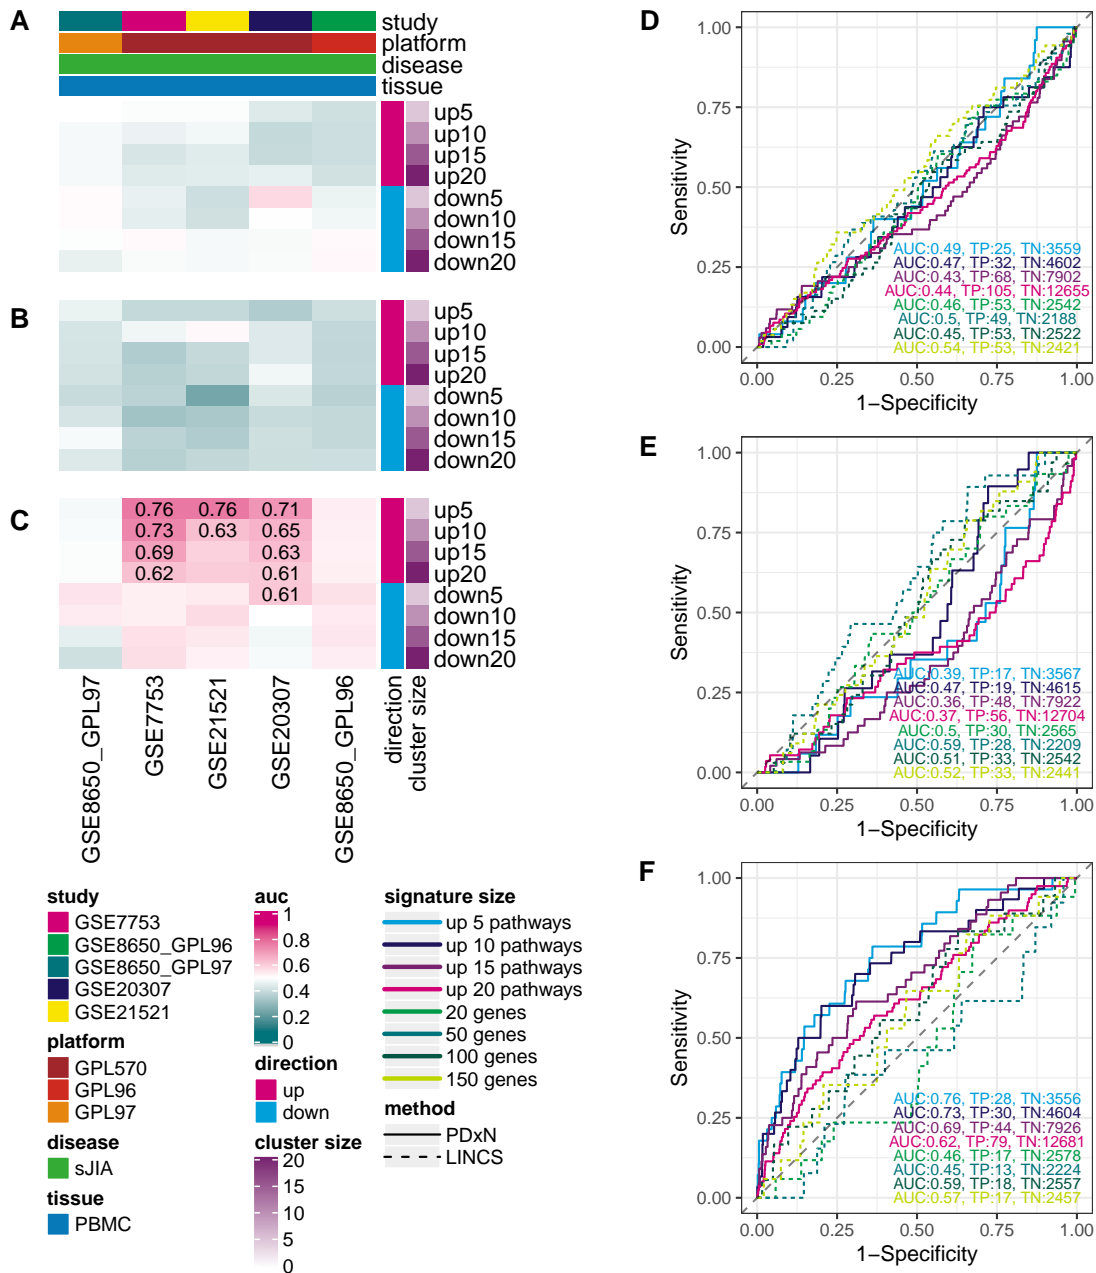 A
study
platform
disease
tissue
up5
up10
up15
up20
down5
down10
down15
down20
B
up5
up10
up15
up20
down5
down10
down15
down20
C
0.76 0.76 0.71
0.73 0.63 0.65
0.69 0.63
0.62 0.61
0.61
up5
up10
up15
up20
down5
down10
down15
down20
GSE8650_GPL97
GSE7753
GSE21521
GSE20307
GSE8650_GPL96
direction
cluster size
study
GSE7753
GSE8650_GPL96
GSE8650_GPL97
GSE20307
GSE21521
platform
GPL570
GPL96
GPL97
disease
sJIA
tissue
PBMC
auc
1
0.8
0.6
0.4
0.2
0
direction
up
down
cluster size
20
15
10
5
0
signature size
up 5 pathways
up 10 pathways
up 15 pathways
up 20 pathways
20 genes
50 genes
100 genes
150 genes
method
PDxN
LINCS
D
Sensitivity
1.00
0.75
0.50
0.25
0.00
AUC:0.49, TP:25, TN:3559
AUC:0.47, TP:32, TN:4602
AUC:0.43, TP:68, TN:7902
AUC:0.44, TP:105, TN:12655
AUC:0.46, TP:53, TN:2542
AUC:0.5, TP:49, TN:2188
AUC:0.45, TP:53, TN:2522
AUC:0.54, TP:53, TN:2421
0.00 0.25 0.50 0.75 1.00
1−Specificity
E
Sensitivity
1.00
0.75
0.50
0.25
0.00
AUC:0.39, TP:17, TN:3567
AUC:0.47, TP:19, TN:4615
AUC:0.36, TP:48, TN:7922
AUC:0.37, TP:56, TN:12704
AUC:0.5, TP:30, TN:2565
AUC:0.59, TP:28, TN:2209
AUC:0.51, TP:33, TN:2542
AUC:0.52, TP:33, TN:2441
0.00 0.25 0.50 0.75 1.00
1−Specificity
F
Sensitivity
1.00
0.75
0.50
0.25
0.00
AUC:0.76, TP:28, TN:3556
AUC:0.73, TP:30, TN:4604
AUC:0.69, TP:44, TN:7926
AUC:0.62, TP:79, TN:12681
AUC:0.46, TP:17, TN:2578
AUC:0.45, TP:13, TN:2224
AUC:0.59, TP:18, TN:2557
AUC:0.57, TP:17, TN:2457
0.00 0.25 0.50 0.75 1.00
1−Specificity